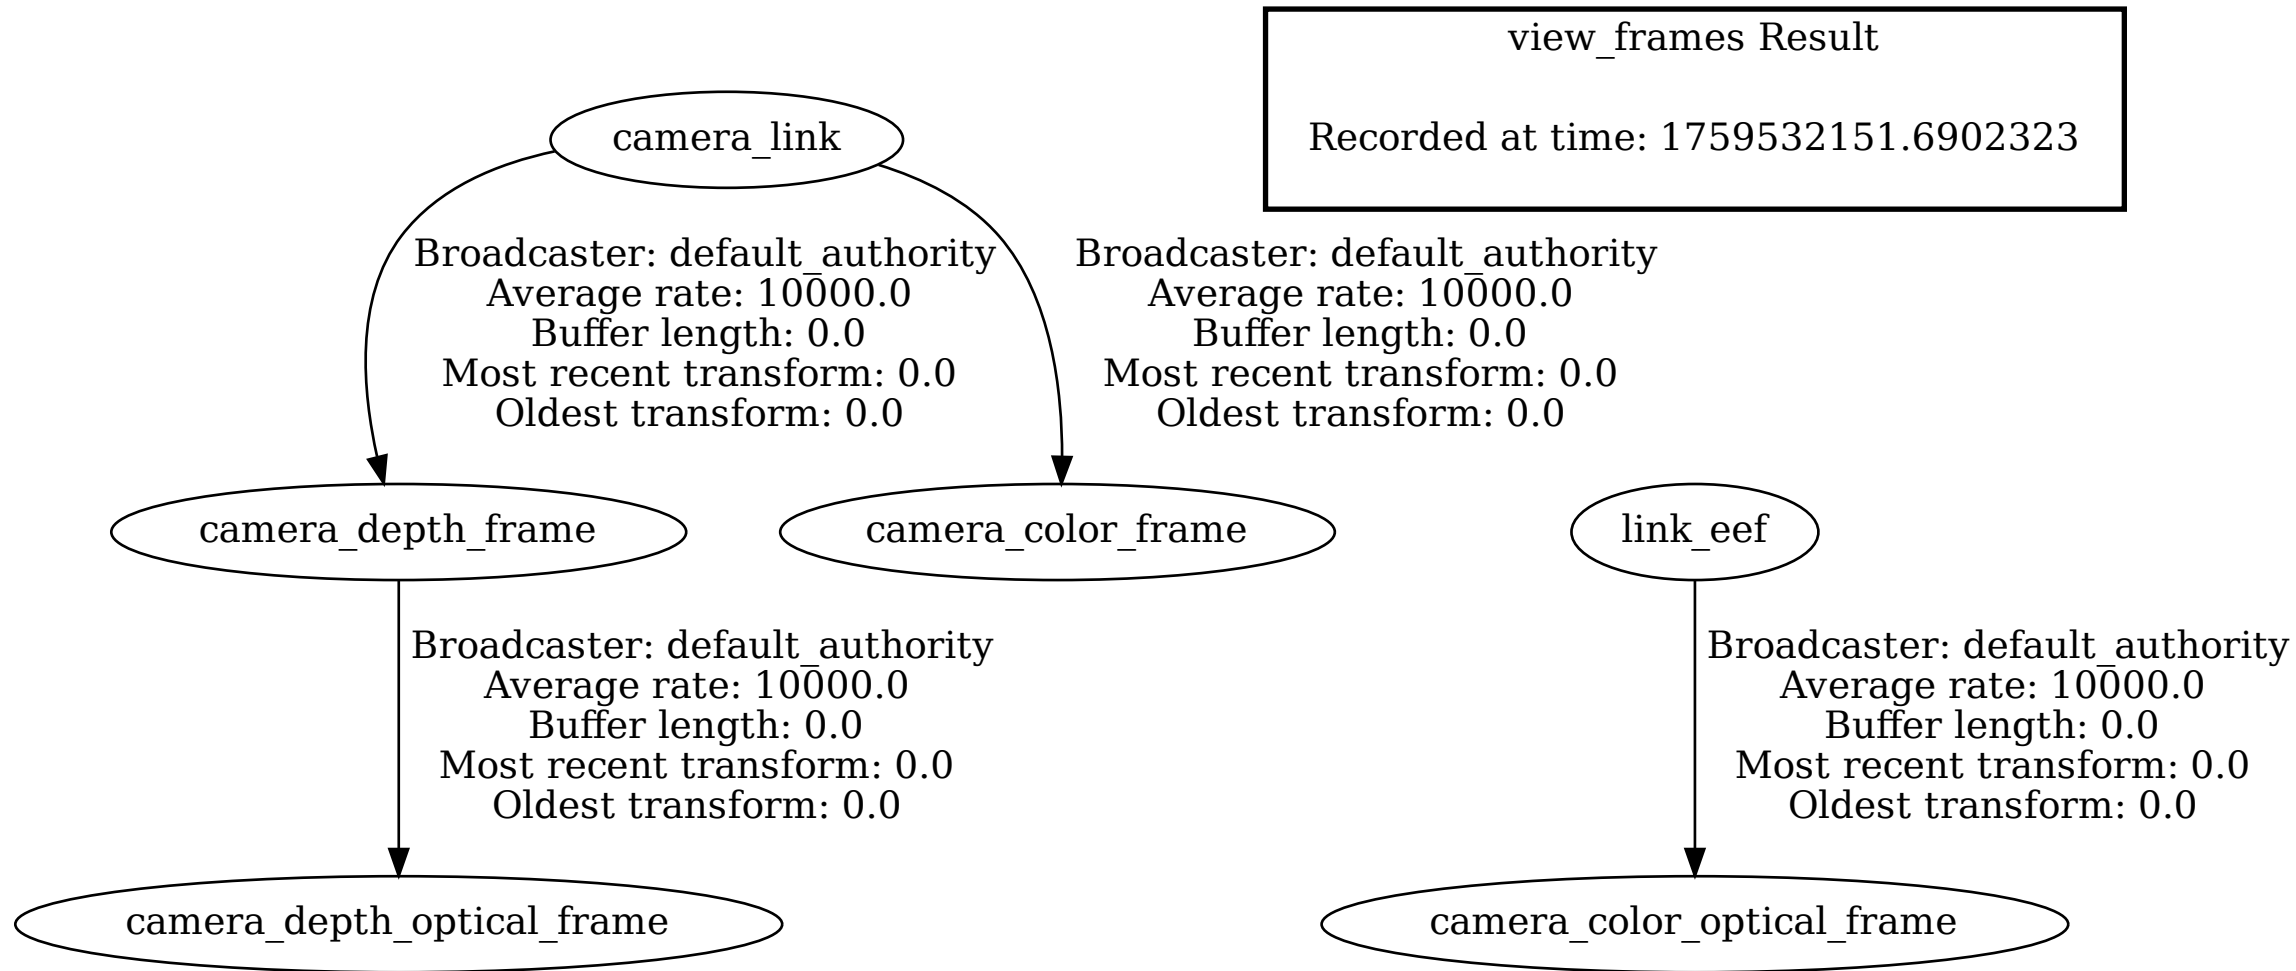 view_frames Result
Recorded at time: 1759532151.6902323
camera_link
Broadcaster: default_authority
Average rate: 10000.0
Buffer length: 0.0
Most recent transform: 0.0
Oldest transform: 0.0
Broadcaster: default_authority
Average rate: 10000.0
Buffer length: 0.0
Most recent transform: 0.0
Oldest transform: 0.0
camera_depth_frame
camera_color_frame
link_eef
Broadcaster: default_authority
Average rate: 10000.0
Buffer length: 0.0
Most recent transform: 0.0
Oldest transform: 0.0
Broadcaster: default_authority
Average rate: 10000.0
Buffer length: 0.0
Most recent transform: 0.0
Oldest transform: 0.0
camera_depth_optical_frame
camera_color_optical_frame